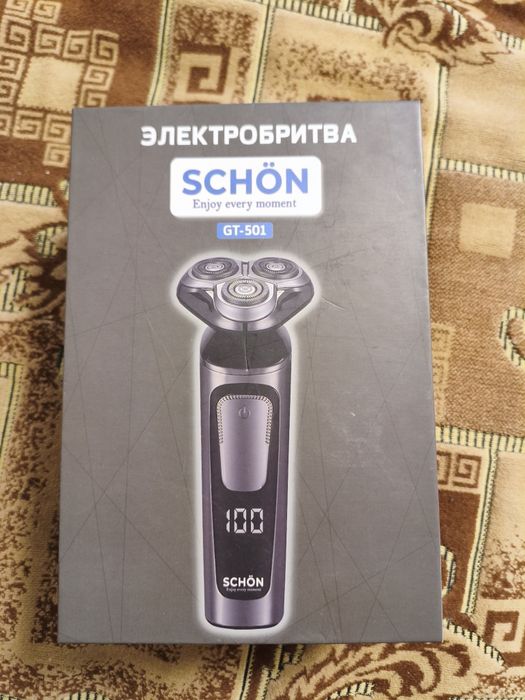 ЭЛЕКТРОБРИТВА
SCHÖN
Enjoy every moment
GT-501
100
SCHÖN
Enjoy every moment